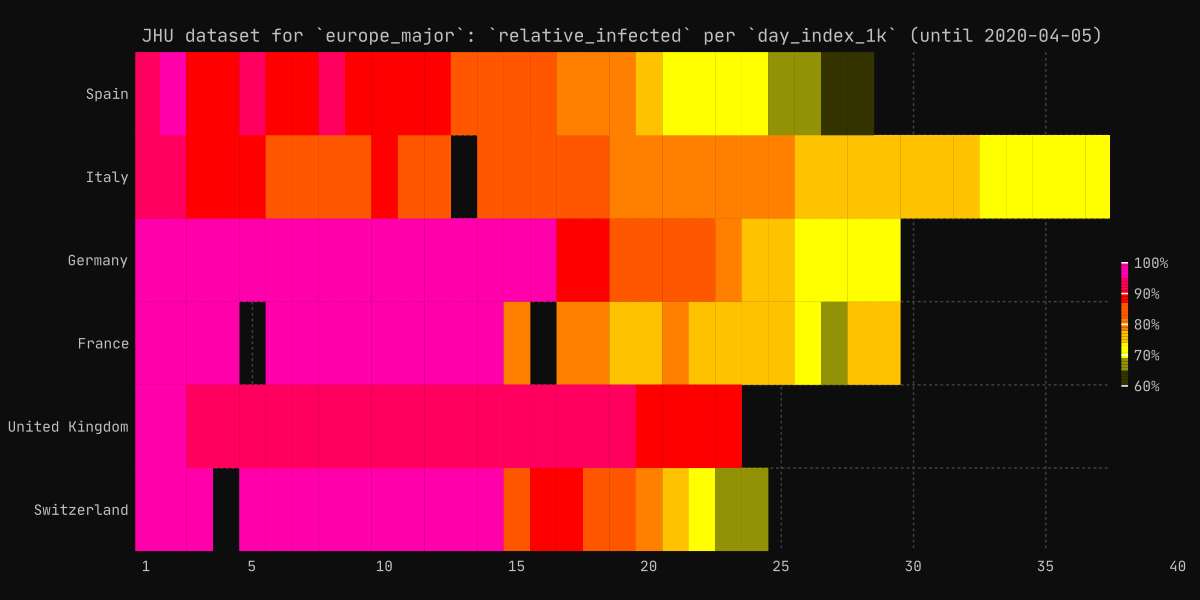 JHU dataset for `europe_major`: `relative_infected` per `day_index_1k` (until 2020-04-05)
Spain
Italy
Germany
France
United Kingdom
Switzerland
100%
90%
80%
70%
60%
1 5 10 15 20 25 30 35 40